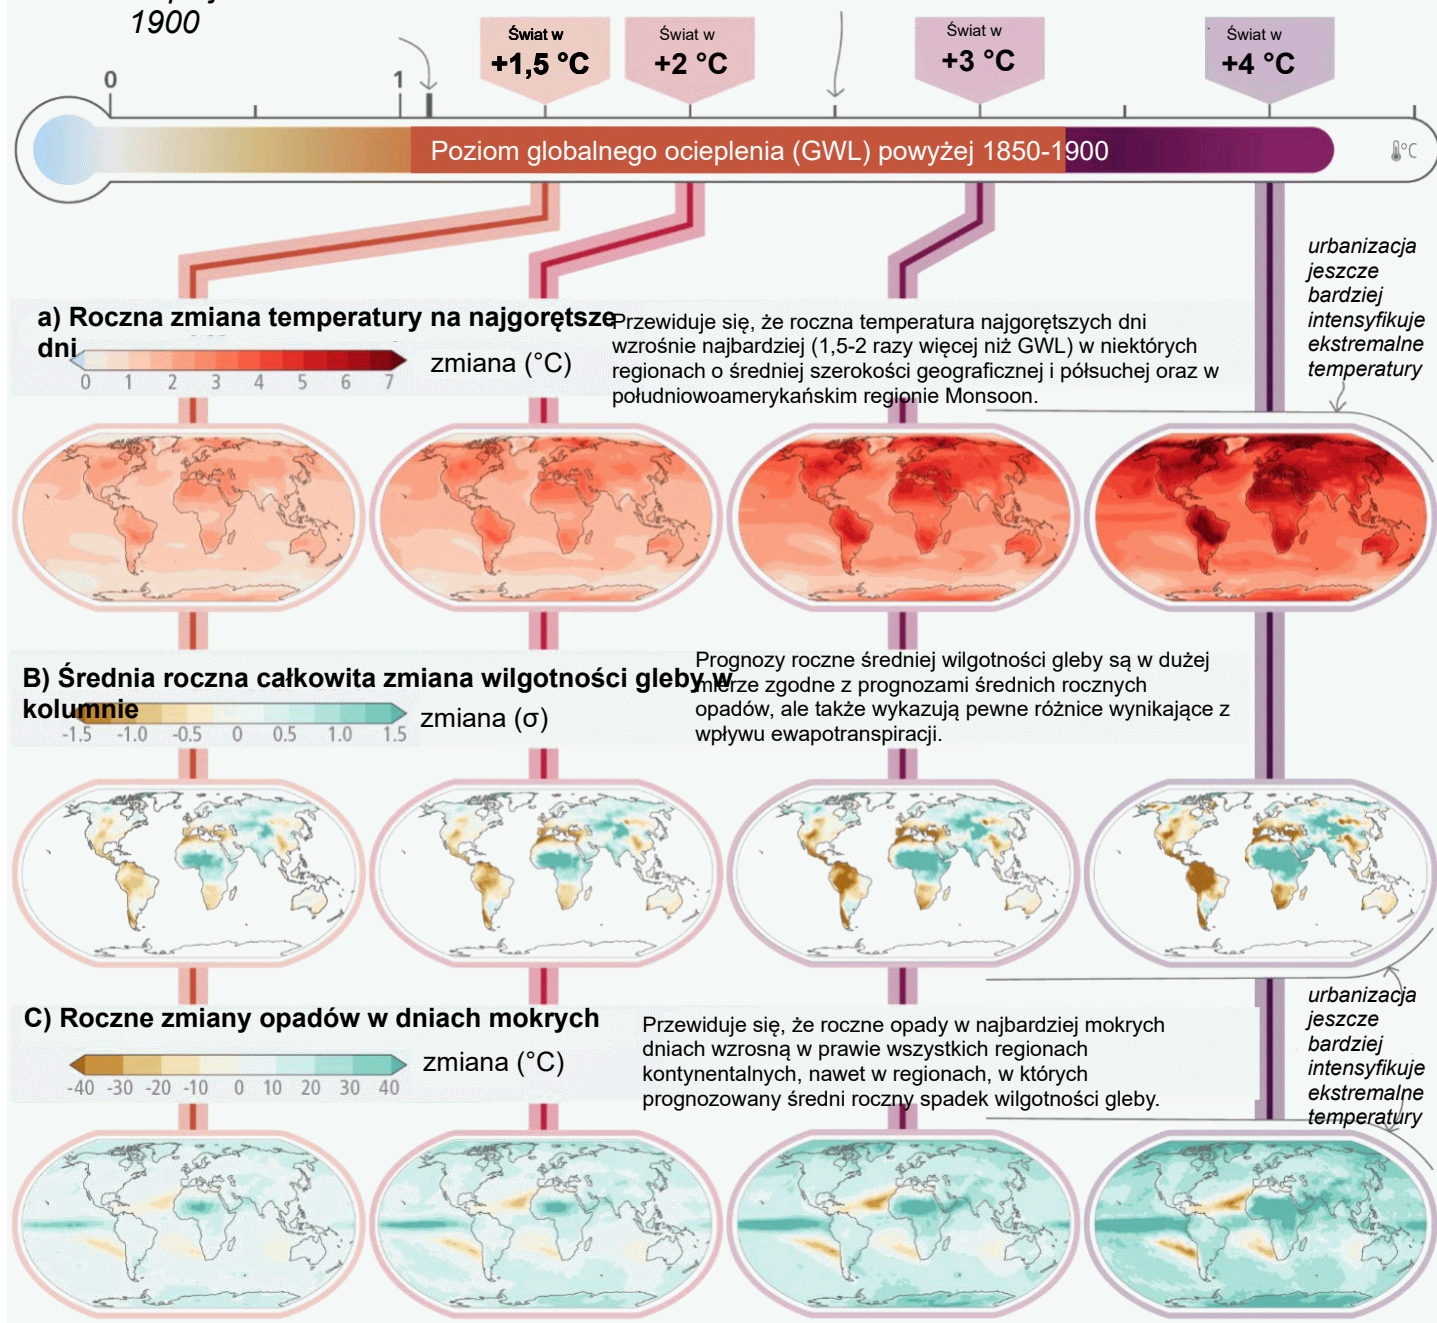 1900
Świat w
+1,5 °C
Świat w
+2 °C
Świat w
+3 °C
Świat w
+4 °C
0
1
Poziom globalnego ocieplenia (GWL) powyżej 1850-1900
°C
urbanizacja
jeszcze
bardziej
intensyfikuje
ekstremalne
temperatury
a) Roczna zmiana temperatury na najgorętsze
dni
zmiana (°C)
0 1 2 3 4 5 6 7
Przewiduje się, że roczna temperatura najgorętszych dni
wzrośnie najbardziej (1,5-2 razy więcej niż GWL) w niektórych
regionach o średniej szerokości geograficznej i półsuchej oraz w
południowoamerykańskim regionie Monsoon.
B) Średnia roczna całkowita zmiana wilgotności gleby w
kolumnie
zmiana (σ)
-1.5 -1.0 -0.5 0 0.5 1.0 1.5
Prognozy roczne średniej wilgotności gleby są w dużej
mierze zgodne z prognozami średnich rocznych
opadów, ale także wykazują pewne różnice wynikające z
wpływu ewapotranspiracji.
C) Roczne zmiany opadów w dniach mokrych
zmiana (°C)
-40 -30 -20 -10 0 10 20 30 40
Przewiduje się, że roczne opady w najbardziej mokrych
dniach wzrosną w prawie wszystkich regionach
kontynentalnych, nawet w regionach, w których
prognozowany średni roczny spadek wilgotności gleby.
urbanizacja
jeszcze
bardziej
intensyfikuje
ekstremalne
temperatury